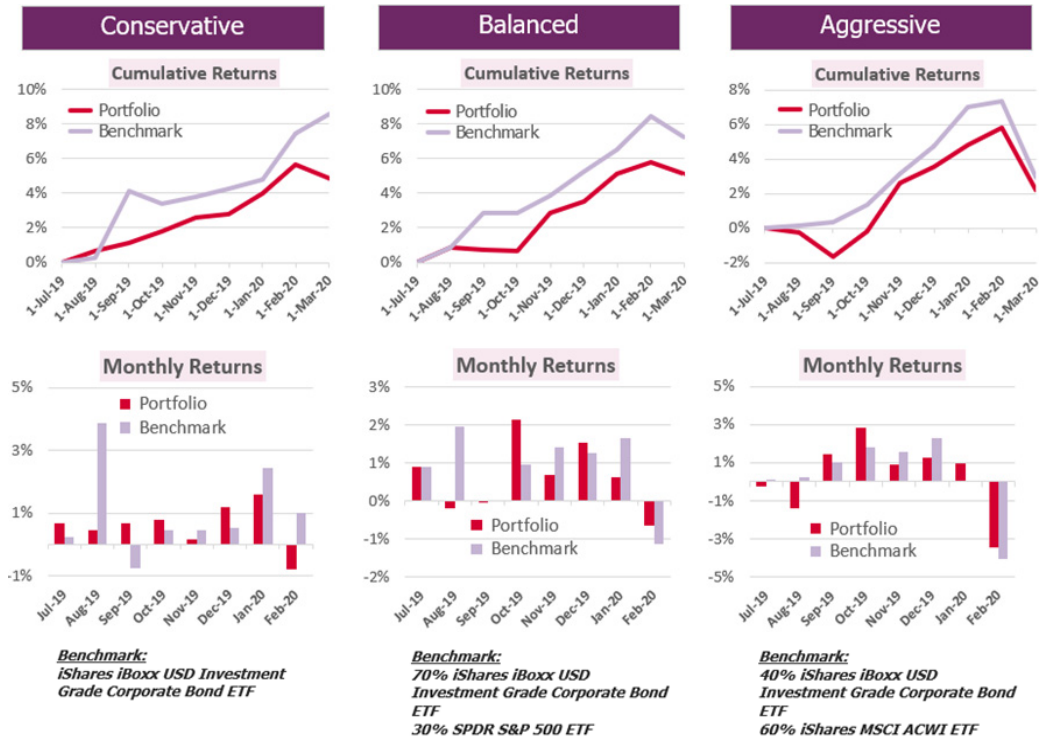 Conservative
Cumulative Returns
10%
8%
6%
4%
2%
0%
Portfolio
Benchmark
1-Jul-19
1-Aug-19
1-Sep-19
1-Oct-19
1-Nov-19
1-Dec-19
1-Jan-20
1-Feb-20
1-Mar-20
Monthly Returns
5%
3%
1%
-1%
Portfolio
Benchmark
Jul-19
Aug-19
Sep-19
Oct-19
Nov-19
Dec-19
Jan-20
Feb-20
Benchmark:
iShares iBoxx USD Investment
Grade Corporate Bond ETF
Balanced
Cumulative Returns
10%
8%
6%
4%
2%
0%
Portfolio
Benchmark
1-Jul-19
1-Aug-19
1-Sep-19
1-Oct-19
1-Nov-19
1-Dec-19
1-Jan-20
1-Feb-20
1-Mar-20
Monthly Returns
3%
2%
1%
0%
-1%
-2%
Portfolio
Benchmark
Jul-19
Aug-19
Sep-19
Oct-19
Nov-19
Dec-19
Jan-20
Feb-20
Benchmark:
70% iShares iBoxx USD
Investment Grade Corporate Bond
ETF
30% SPDR S&P 500 ETF
Aggressive
Cumulative Returns
8%
6%
4%
2%
0%
-2%
Portfolio
Benchmark
1-Jul-19
1-Aug-19
1-Sep-19
1-Oct-19
1-Nov-19
1-Dec-19
1-Jan-20
1-Feb-20
1-Mar-20
Monthly Returns
5%
3%
1%
-1%
-3%
-5%
Portfolio
Benchmark
Jul-19
Aug-19
Sep-19
Oct-19
Nov-19
Dec-19
Jan-20
Feb-20
Benchmark:
40% iShares iBoxx USD
Investment Grade Corporate Bond
ETF
60% iShares MSCI ACWI ETF